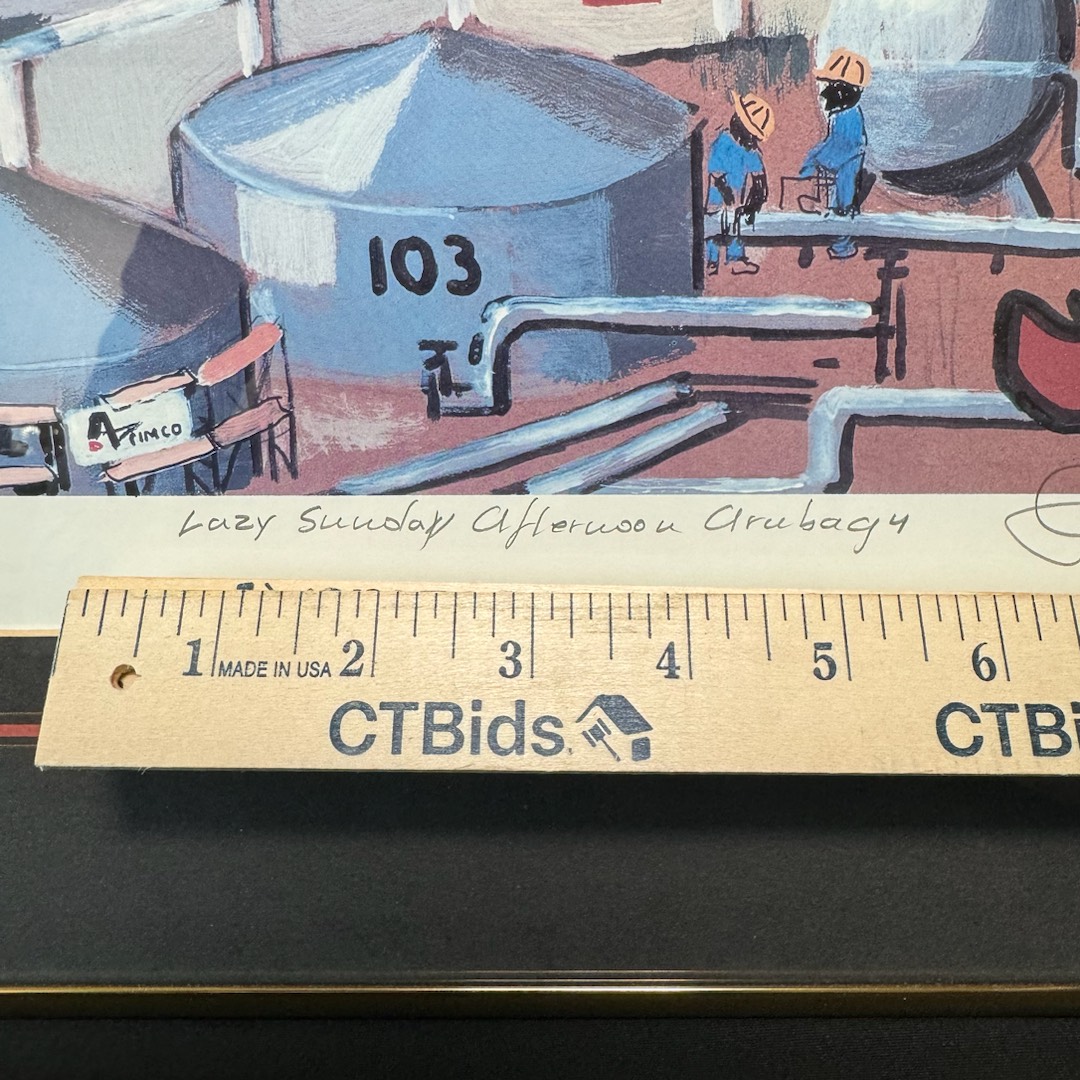 103
ATIMCO
Lazy Sunday Afternoon Aruba 94
1 MADE IN USA 2 3 4 5 6
CTBids. CTBi